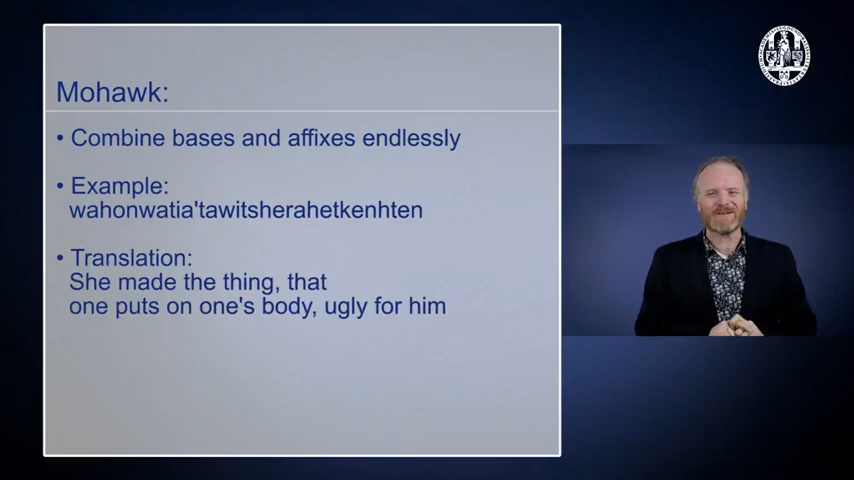 Mohawk:
• Combine bases and affixes endlessly
• Example:
wahonwatia'tawitsherahetkenhten
• Translation:
She made the thing, that
one puts on one's body, ugly for him